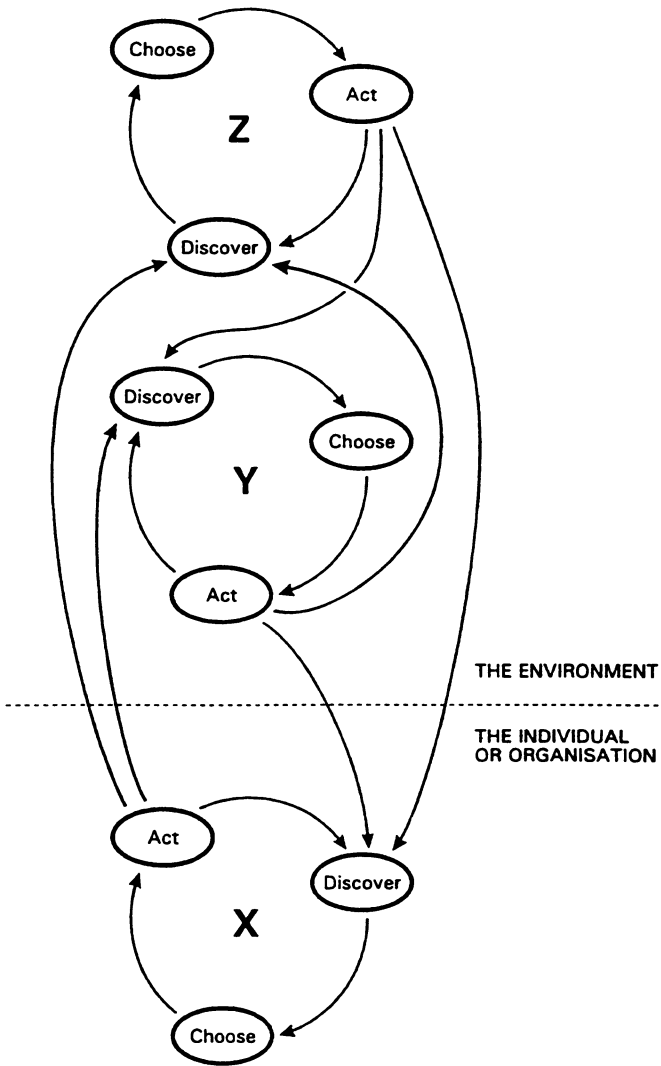 Choose
Act
Z
Discover
Discover
Choose
Y
Act
THE ENVIRONMENT
THE INDIVIDUAL
OR ORGANISATION
Act
Discover
X
Choose